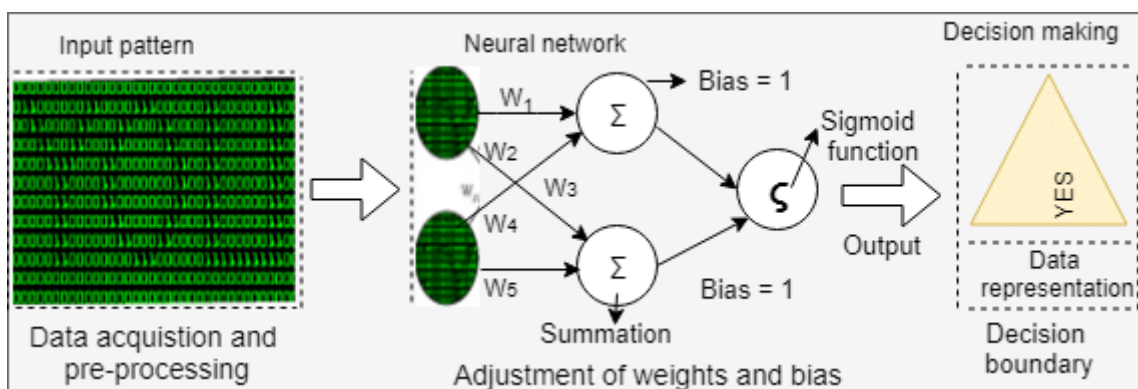 Input pattern
Neural network
Decision making
W1
W2
W3
Wn
W4
W5
Σ
Σ
Bias = 1
Bias = 1
Sigmoid
function
ς
Output
YES
Data
representation
Summation
Data acquistion and
pre-processing
Adjustment of weights and bias
Decision
boundary